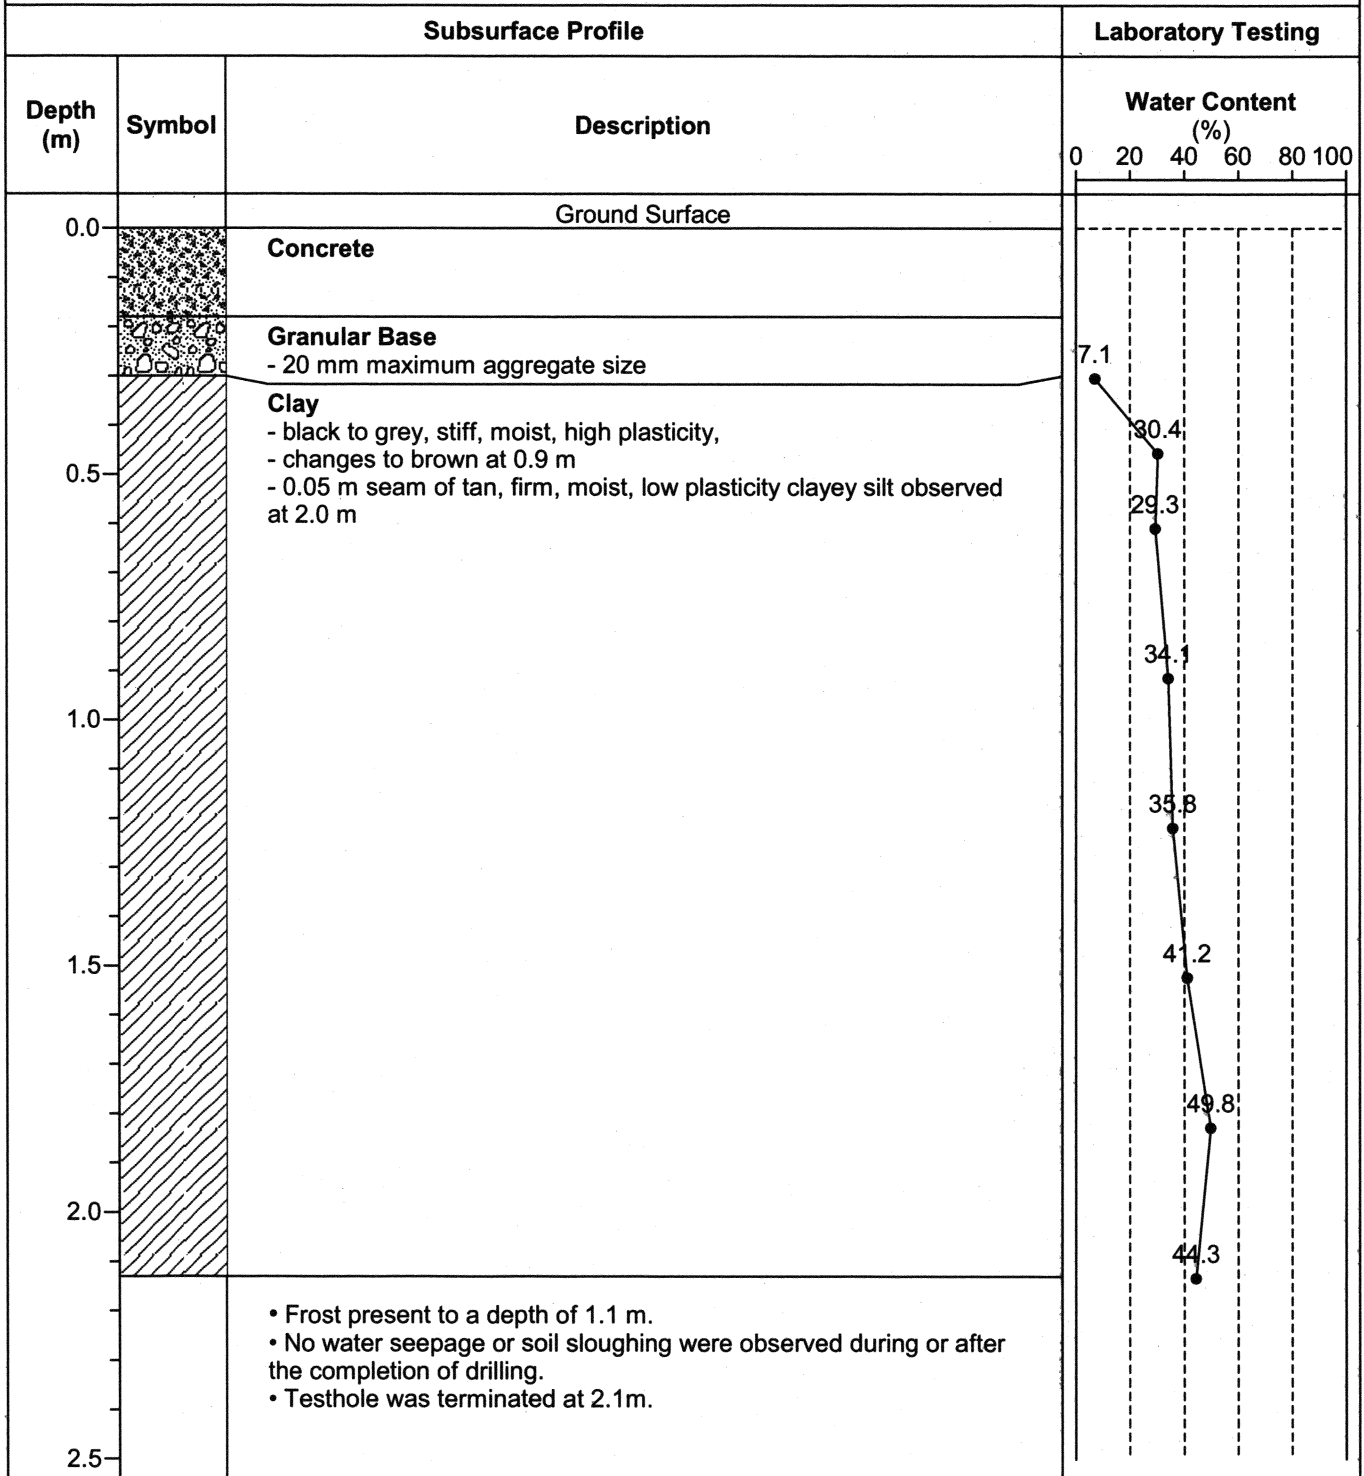 Subsurface Profile
Laboratory Testing
Depth
(m)
Symbol
Description
Water Content
(%)
0 20 40 60 80 100
Ground Surface
0.0
Concrete
Granular Base
- 20 mm maximum aggregate size
7.1
Clay
- black to grey, stiff, moist, high plasticity,
30.4
- changes to brown at 0.9 m
0.5
- 0.05 m seam of tan, firm, moist, low plasticity clayey silt observed
at 2.0 m
29.3
34.1
1.0
35.8
41.2
1.5
49.8
2.0
44.3
• Frost present to a depth of 1.1 m.
• No water seepage or soil sloughing were observed during or after
the completion of drilling.
• Testhole was terminated at 2.1m.
2.5